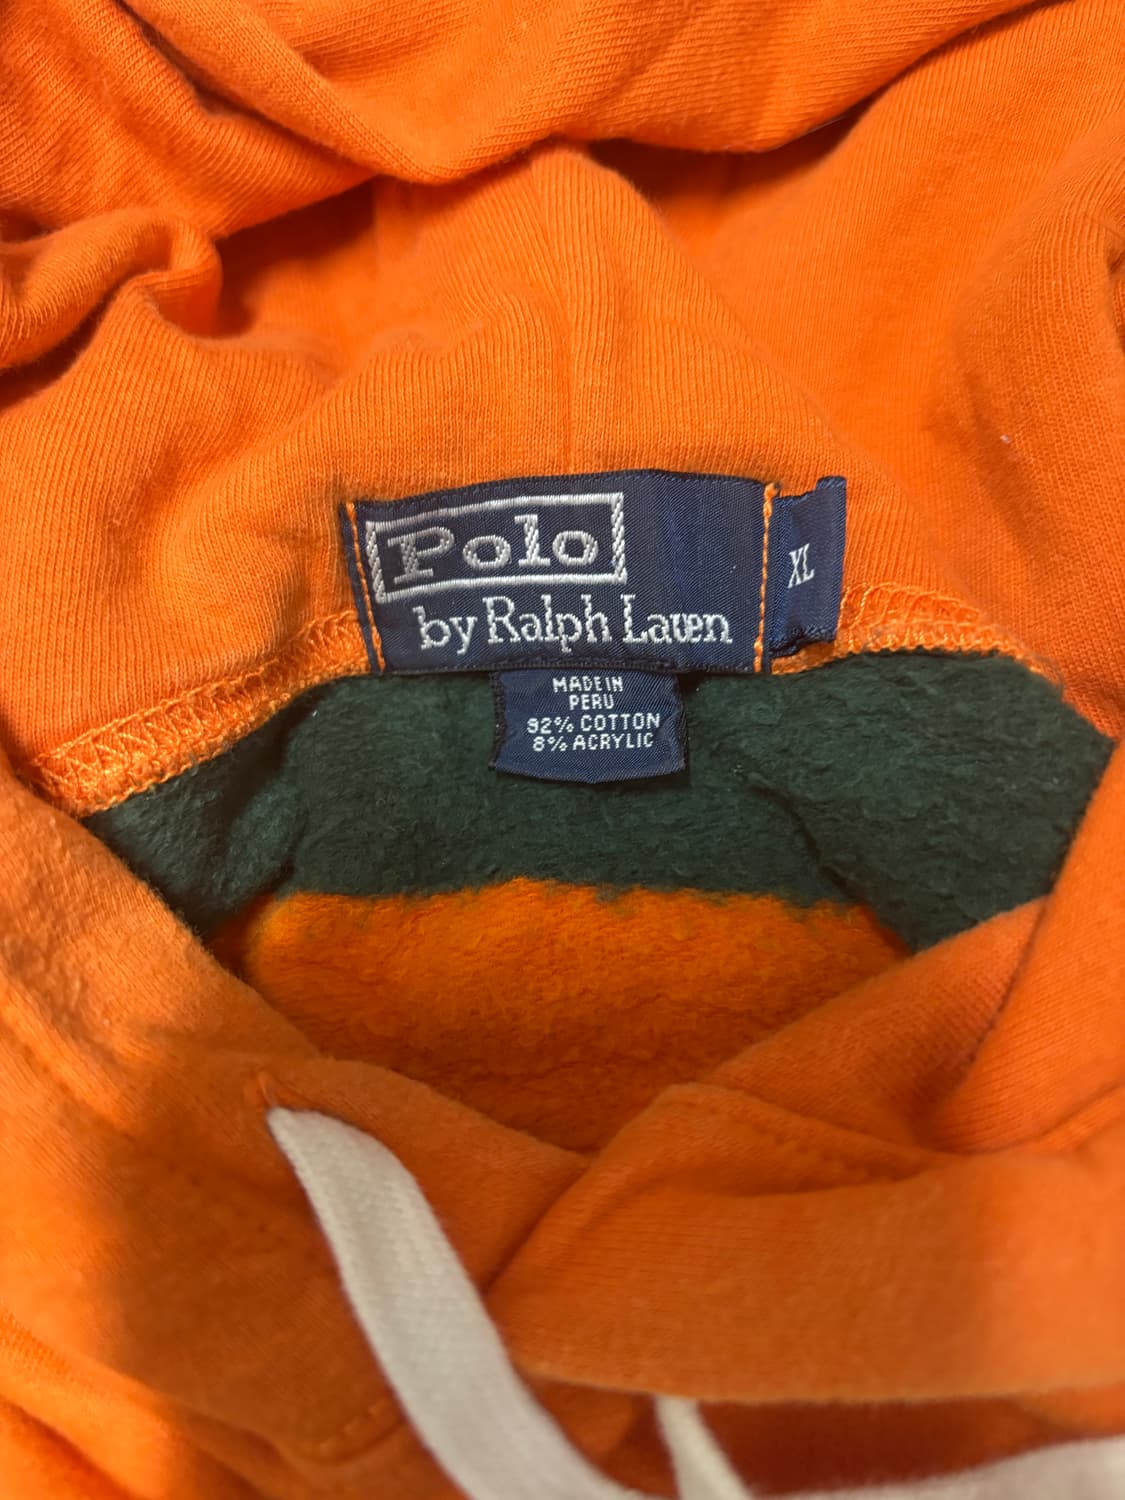 Polo
by Ralph Lauren
XL
MADE IN
PERU
92% COTTON
8% ACRYLIC